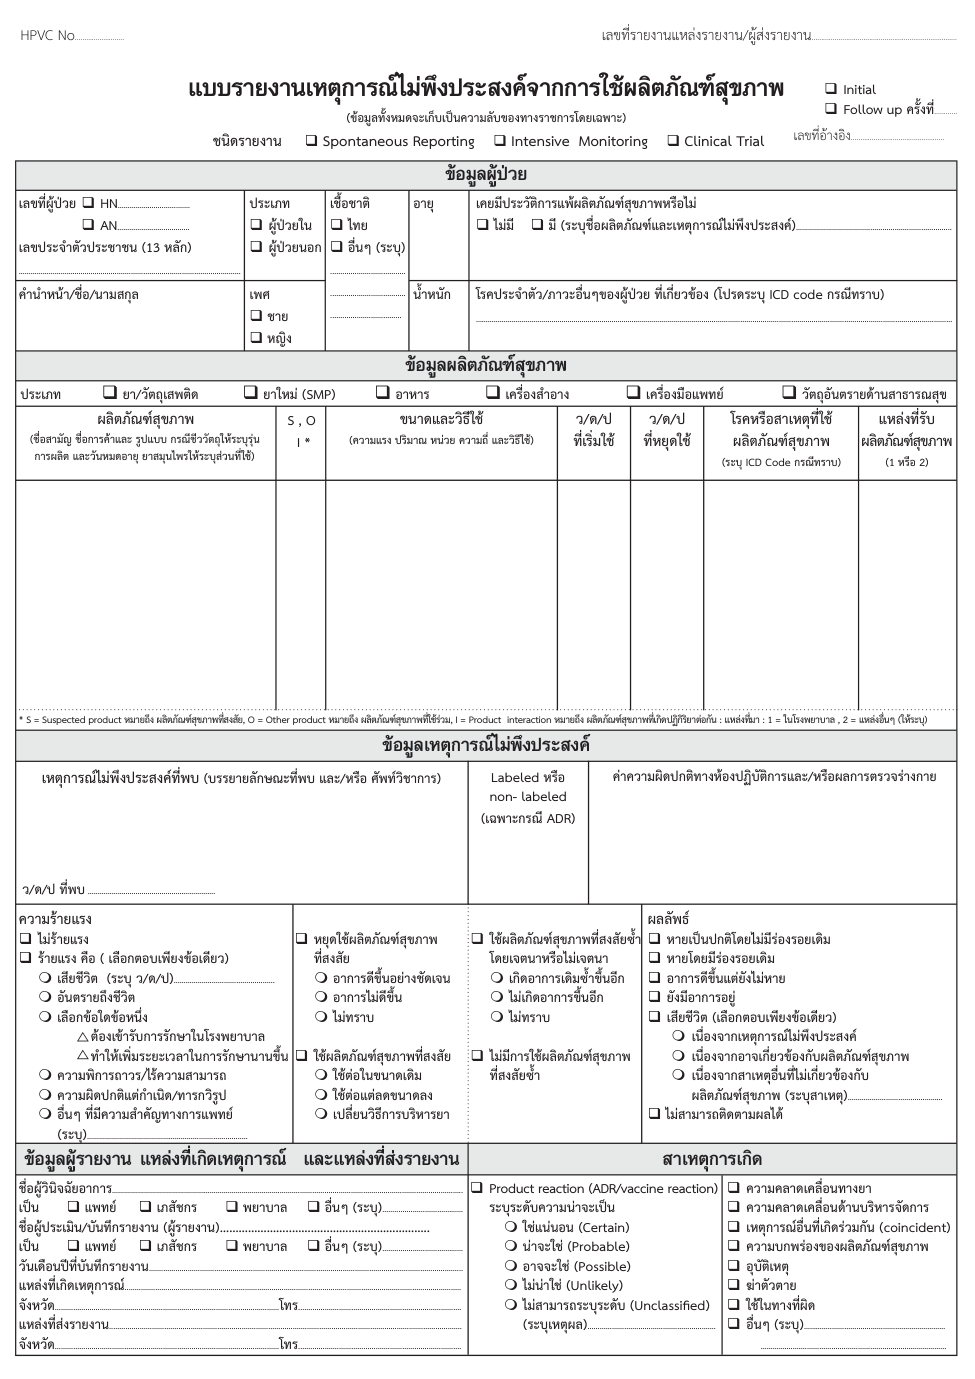 HPVC No.................
เลขที่รายงานแหล่งรายงาน/ผู้ส่งรายงาน.................
แบบรายงานเหตุการณ์ไม่พึงประสงค์จากการใช้ผลิตภัณฑ์สุขภาพ
(ข้อมูลทั้งหมดจะเก็บเป็นความลับของทางราชการโดยเฉพาะ)
❑ Initial
❑ Follow up ครั้งที่........
เลขที่อ้างอิง.................
ชนิดรายงาน ❑ Spontaneous Reporting ❑ Intensive Monitoring ❑ Clinical Trial
ข้อมูลผู้ป่วย
เลขที่ผู้ป่วย ❑ HN.................
❑ AN.................
เลขประจำตัวประชาชน (13 หลัก)
.................
ประเภท
❑ ผู้ป่วยใน
❑ ผู้ป่วยนอก
เชื้อชาติ
❑ ไทย
❑ อื่นๆ (ระบุ)
.................
.................
.................
อายุ
เคยมีประวัติการแพ้ผลิตภัณฑ์สุขภาพหรือไม่
❑ ไม่มี ❑ มี (ระบุชื่อผลิตภัณฑ์และเหตุการณ์ไม่พึงประสงค์).................
คำนำหน้า/ชื่อ/นามสกุล
เพศ
❑ ชาย
❑ หญิง
น้ำหนัก
โรคประจำตัว/ภาวะอื่นๆของผู้ป่วย ที่เกี่ยวข้อง (โปรดระบุ ICD code กรณีทราบ)
.................
ข้อมูลผลิตภัณฑ์สุขภาพ
ประเภท ❑ ยา/วัตถุเสพติด ❑ ยาใหม่ (SMP) ❑ อาหาร ❑ เครื่องสำอาง ❑ เครื่องมือแพทย์ ❑ วัตถุอันตรายด้านสาธารณสุข
ผลิตภัณฑ์สุขภาพ
(ชื่อสามัญ ชื่อการค้าและ รูปแบบ กรณีชีววัตถุให้ระบุรุ่น
การผลิต และวันหมดอายุ ยาสมุนไพรให้ระบุส่วนที่ใช้)
S , O
I *
ขนาดและวิธีใช้
(ความแรง ปริมาณ หน่วย ความถี่ และวิธีใช้)
ว/ด/ป
ที่เริ่มใช้
ว/ด/ป
ที่หยุดใช้
โรคหรือสาเหตุที่ใช้
ผลิตภัณฑ์สุขภาพ
(ระบุ ICD Code กรณีทราบ)
แหล่งที่รับ
ผลิตภัณฑ์สุขภาพ
(1 หรือ 2)
* S = Suspected product หมายถึง ผลิตภัณฑ์สุขภาพที่สงสัย, O = Other product หมายถึง ผลิตภัณฑ์สุขภาพที่ใช้ร่วม, I = Product interaction หมายถึง ผลิตภัณฑ์สุขภาพที่เกิดปฏิกิริยาต่อกัน : แหล่งที่มา : 1 = ในโรงพยาบาล , 2 = แหล่งอื่นๆ (ให้ระบุ)
ข้อมูลเหตุการณ์ไม่พึงประสงค์
เหตุการณ์ไม่พึงประสงค์ที่พบ (บรรยายลักษณะที่พบ และ/หรือ ศัพท์วิชาการ)
ว/ด/ป ที่พบ .................
Labeled หรือ
non- labeled
(เฉพาะกรณี ADR)
ค่าความผิดปกติทางห้องปฏิบัติการและ/หรือผลการตรวจร่างกาย
ความร้ายแรง
❑ ไม่ร้ายแรง
❑ ร้ายแรง คือ ( เลือกตอบเพียงข้อเดียว)
❍ เสียชีวิต (ระบุ ว/ด/ป).................
❍ อันตรายถึงชีวิต
❍ เลือกข้อใดข้อหนึ่ง
△ ต้องเข้ารับการรักษาในโรงพยาบาล
△ ทำให้เพิ่มระยะเวลาในการรักษานานขึ้น
❍ ความพิการถาวร/ไร้ความสามารถ
❍ ความผิดปกติแต่กำเนิด/ทารกวิรูป
❍ อื่นๆ ที่มีความสำคัญทางการแพทย์
(ระบุ).................
❑ หยุดใช้ผลิตภัณฑ์สุขภาพ
ที่สงสัย
❍ อาการดีขึ้นอย่างชัดเจน
❍ อาการไม่ดีขึ้น
❍ ไม่ทราบ
❑ ใช้ผลิตภัณฑ์สุขภาพที่สงสัย
❍ ใช้ต่อในขนาดเดิม
❍ ใช้ต่อแต่ลดขนาดลง
❍ เปลี่ยนวิธีการบริหารยา
❑ ใช้ผลิตภัณฑ์สุขภาพที่สงสัยซ้ำ
โดยเจตนาหรือไม่เจตนา
❍ เกิดอาการเดิมซ้ำขึ้นอีก
❍ ไม่เกิดอาการขึ้นอีก
❍ ไม่ทราบ
❑ ไม่มีการใช้ผลิตภัณฑ์สุขภาพ
ที่สงสัยซ้ำ
ผลลัพธ์
❑ หายเป็นปกติโดยไม่มีร่องรอยเดิม
❑ หายโดยมีร่องรอยเดิม
❑ อาการดีขึ้นแต่ยังไม่หาย
❑ ยังมีอาการอยู่
❑ เสียชีวิต (เลือกตอบเพียงข้อเดียว)
❍ เนื่องจากเหตุการณ์ไม่พึงประสงค์
❍ เนื่องจากอาจเกี่ยวข้องกับผลิตภัณฑ์สุขภาพ
❍ เนื่องจากสาเหตุอื่นที่ไม่เกี่ยวข้องกับ
ผลิตภัณฑ์สุขภาพ (ระบุสาเหตุ).................
❑ ไม่สามารถติดตามผลได้
ข้อมูลผู้รายงาน แหล่งที่เกิดเหตุการณ์ และแหล่งที่ส่งรายงาน
ชื่อผู้วินิจฉัยอาการ.................
เป็น ❑ แพทย์ ❑ เภสัชกร ❑ พยาบาล ❑ อื่นๆ (ระบุ).................
ชื่อผู้ประเมิน/บันทึกรายงาน (ผู้รายงาน).................
เป็น ❑ แพทย์ ❑ เภสัชกร ❑ พยาบาล ❑ อื่นๆ (ระบุ).................
วันเดือนปีที่บันทึกรายงาน.................
แหล่งที่เกิดเหตุการณ์.................
จังหวัด.................โทร.................
แหล่งที่ส่งรายงาน.................
จังหวัด.................โทร.................
สาเหตุการเกิด
❑ Product reaction (ADR/vaccine reaction)
ระบุระดับความน่าจะเป็น
❍ ใช่แน่นอน (Certain)
❍ น่าจะใช่ (Probable)
❍ อาจจะใช่ (Possible)
❍ ไม่น่าใช่ (Unlikely)
❍ ไม่สามารถระบุระดับ (Unclassified)
(ระบุเหตุผล).................
❑ ความคลาดเคลื่อนทางยา
❑ ความคลาดเคลื่อนด้านบริหารจัดการ
❑ เหตุการณ์อื่นที่เกิดร่วมกัน (coincident)
❑ ความบกพร่องของผลิตภัณฑ์สุขภาพ
❑ อุบัติเหตุ
❑ ฆ่าตัวตาย
❑ ใช้ในทางที่ผิด
❑ อื่นๆ (ระบุ).................
.................